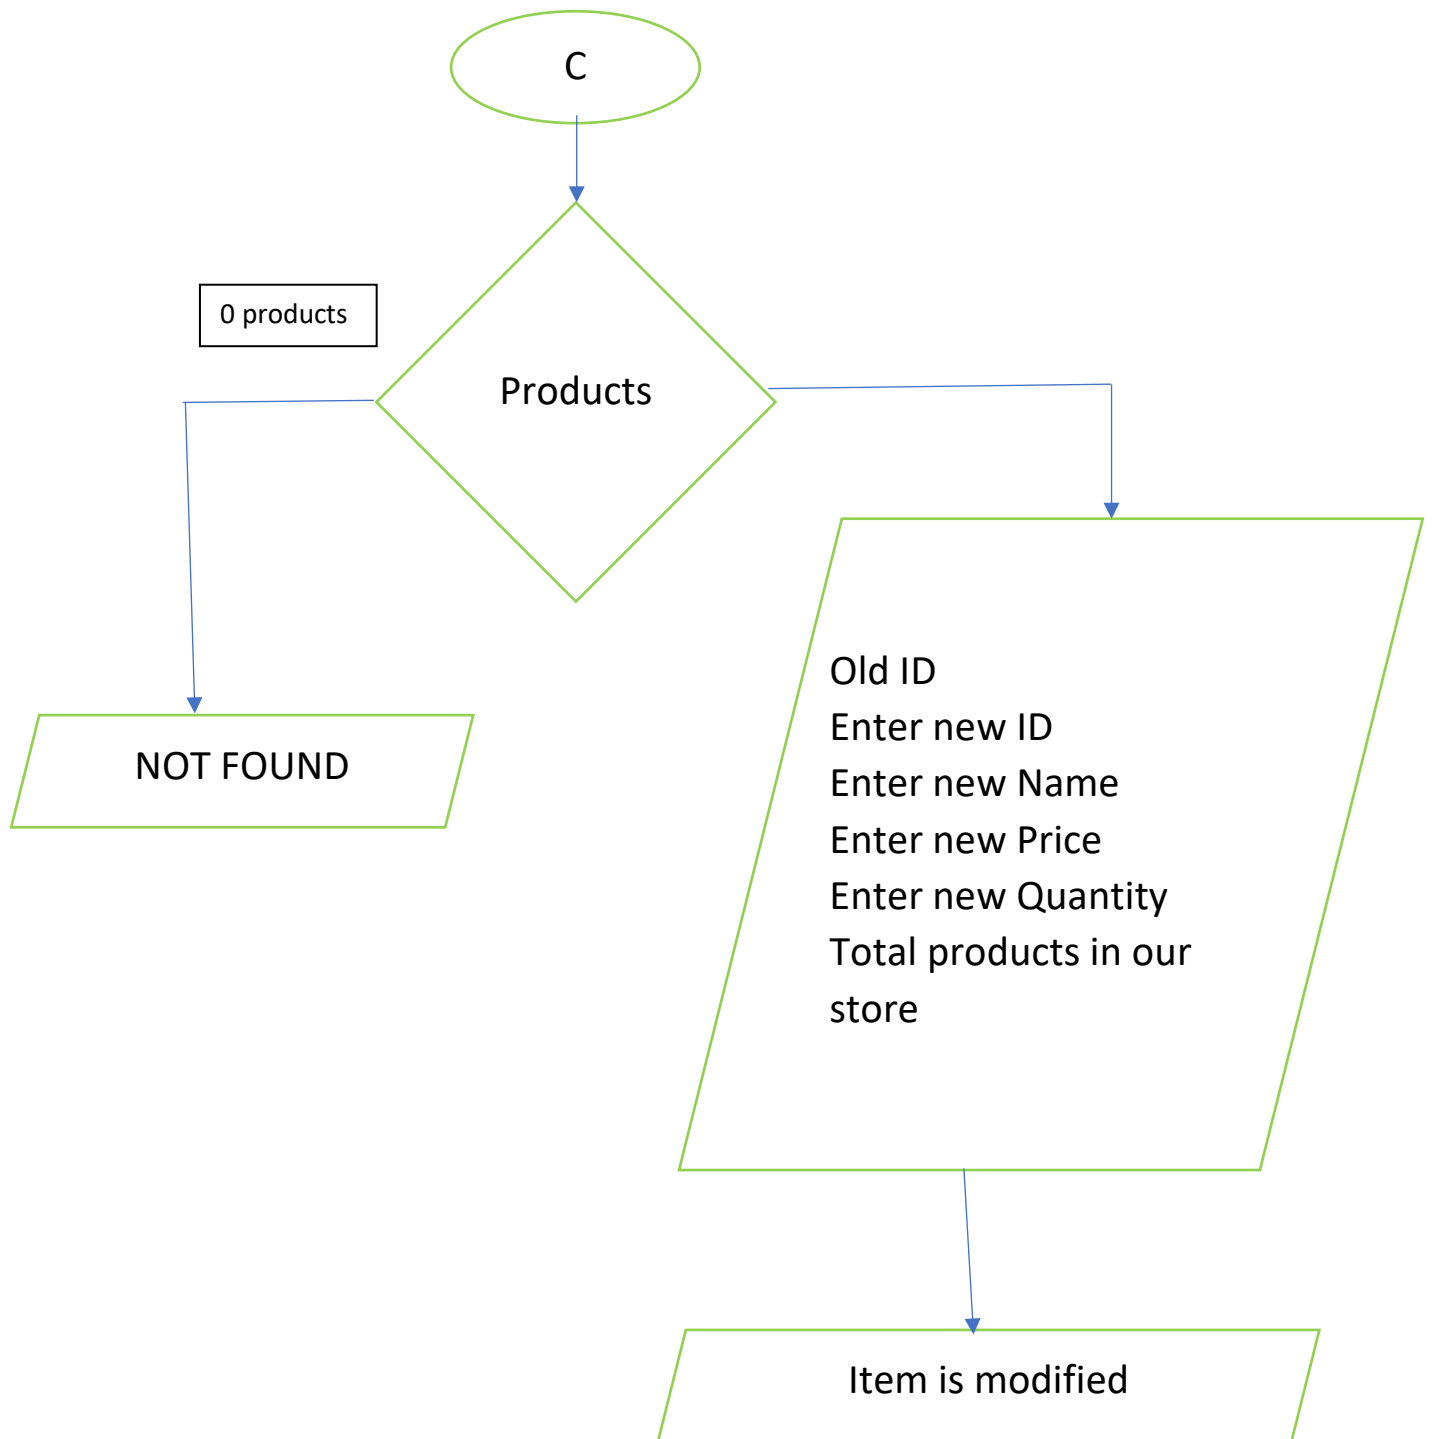 C
0 products
Products
Old ID
Enter new ID
Enter new Name
Enter new Price
Enter new Quantity
Total products in our
store
NOT FOUND
Item is modified